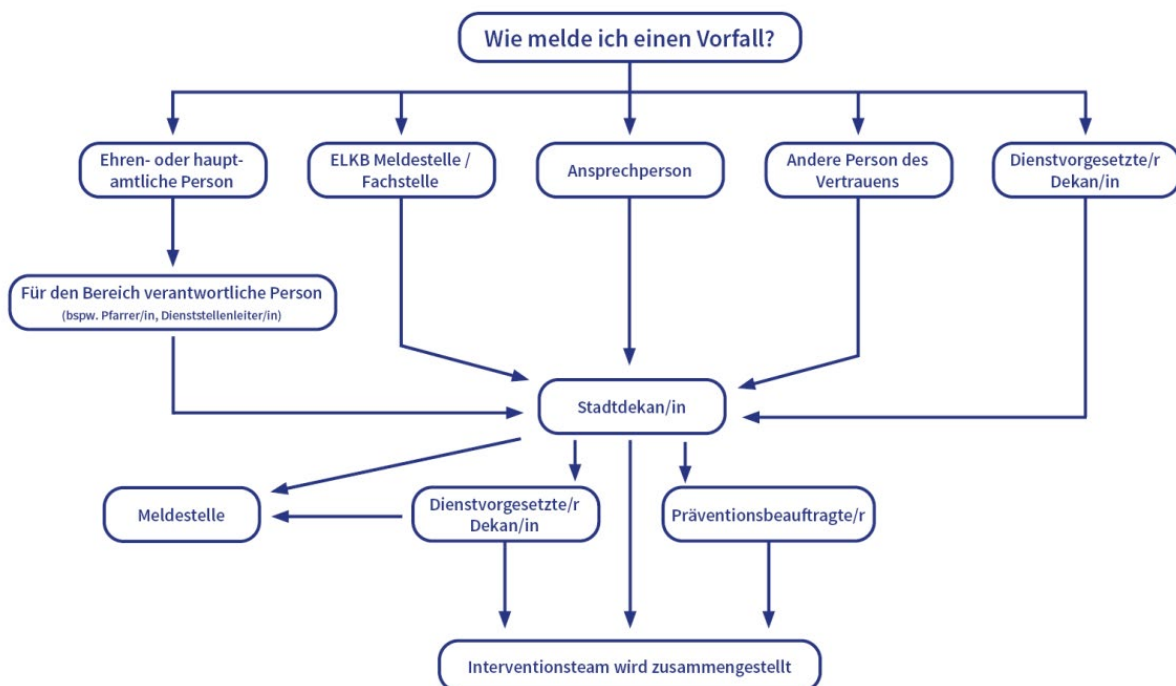 Wie melde ich einen Vorfall?
Ehren- oder haupt-
amtliche Person
ELKB Meldestelle /
Fachstelle
Ansprechperson
Andere Person des
Vertrauens
Dienstvorgesetzte/r
Dekan/in
Für den Bereich verantwortliche Person
(bspw. Pfarrer/in, Dienststellenleiter/in)
Stadtdekan/in
Meldestelle
Dienstvorgesetzte/r
Dekan/in
Präventionsbeauftragte/r
Interventionsteam wird zusammengestellt